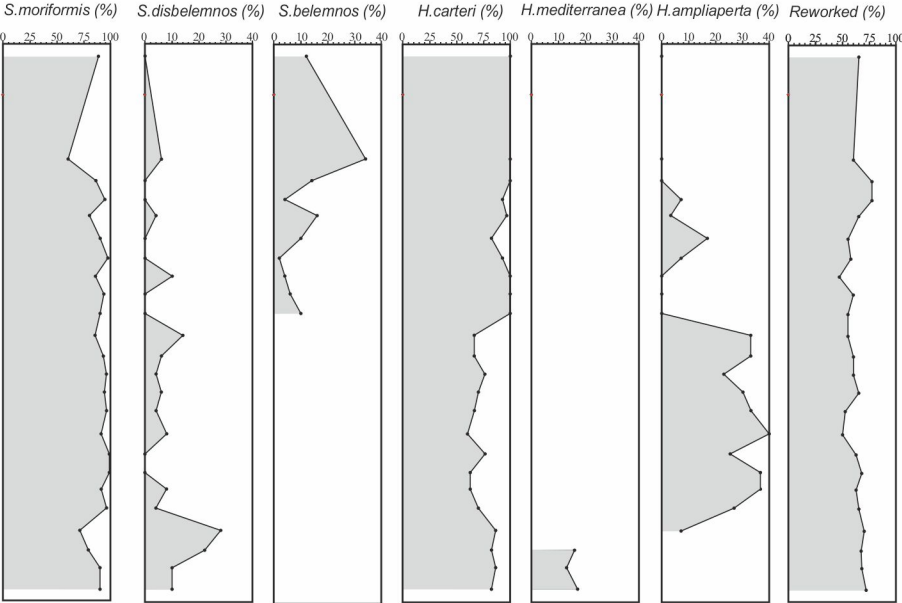 S.moriformis (%) S.disbelemnos (%) S.belemnos (%) H.carteri (%) H.mediterranea (%) H.ampliaperta (%) Reworked (%)
0 25 50 75 100 0 10 20 30 40 0 10 20 30 40 0 25 50 75 100 0 10 20 30 40 0 10 20 30 40 0 25 50 75 100